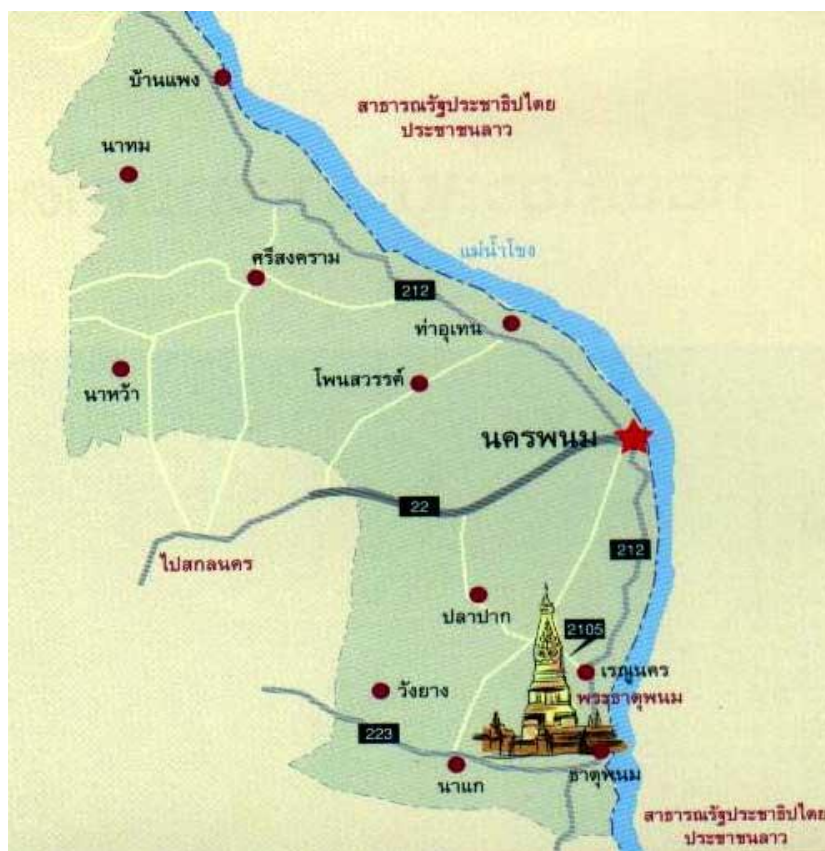 บ้านแพง
สาธารณรัฐประชาธิปไตย
ประชาชนลาว
นาทม
ศรีสงคราม
แม่น้ำโขง
212
ท่าอุเทน
โพนสวรรค์
นาหว้า
นครพนม
22
212
ไปสกลนคร
ปลาปาก
2105
เรณูนคร
วังยาง
พระธาตุพนม
223
นาแก
ธาตุพนม
สาธารณรัฐประชาธิปไตย
ประชาชนลาว